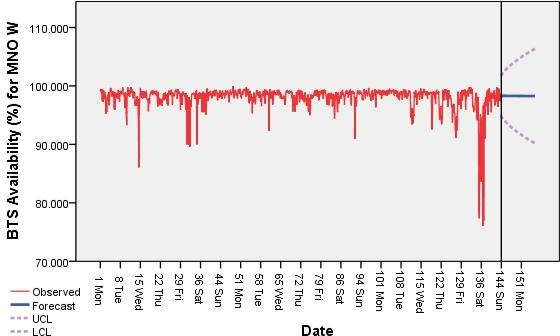 BTS Availability (%) for MNO W
110.000
100.000
90.000
80.000
70.000
1 Mon
8 Tue
15 Wed
22 Thu
29 Fri
36 Sat
44 Sun
51 Mon
58 Tue
65 Wed
72 Thu
79 Fri
86 Sat
94 Sun
101 Mon
108 Tue
115 Wed
122 Thu
129 Fri
136 Sat
144 Sun
151 Mon
Date
Observed
Forecast
UCL
LCL